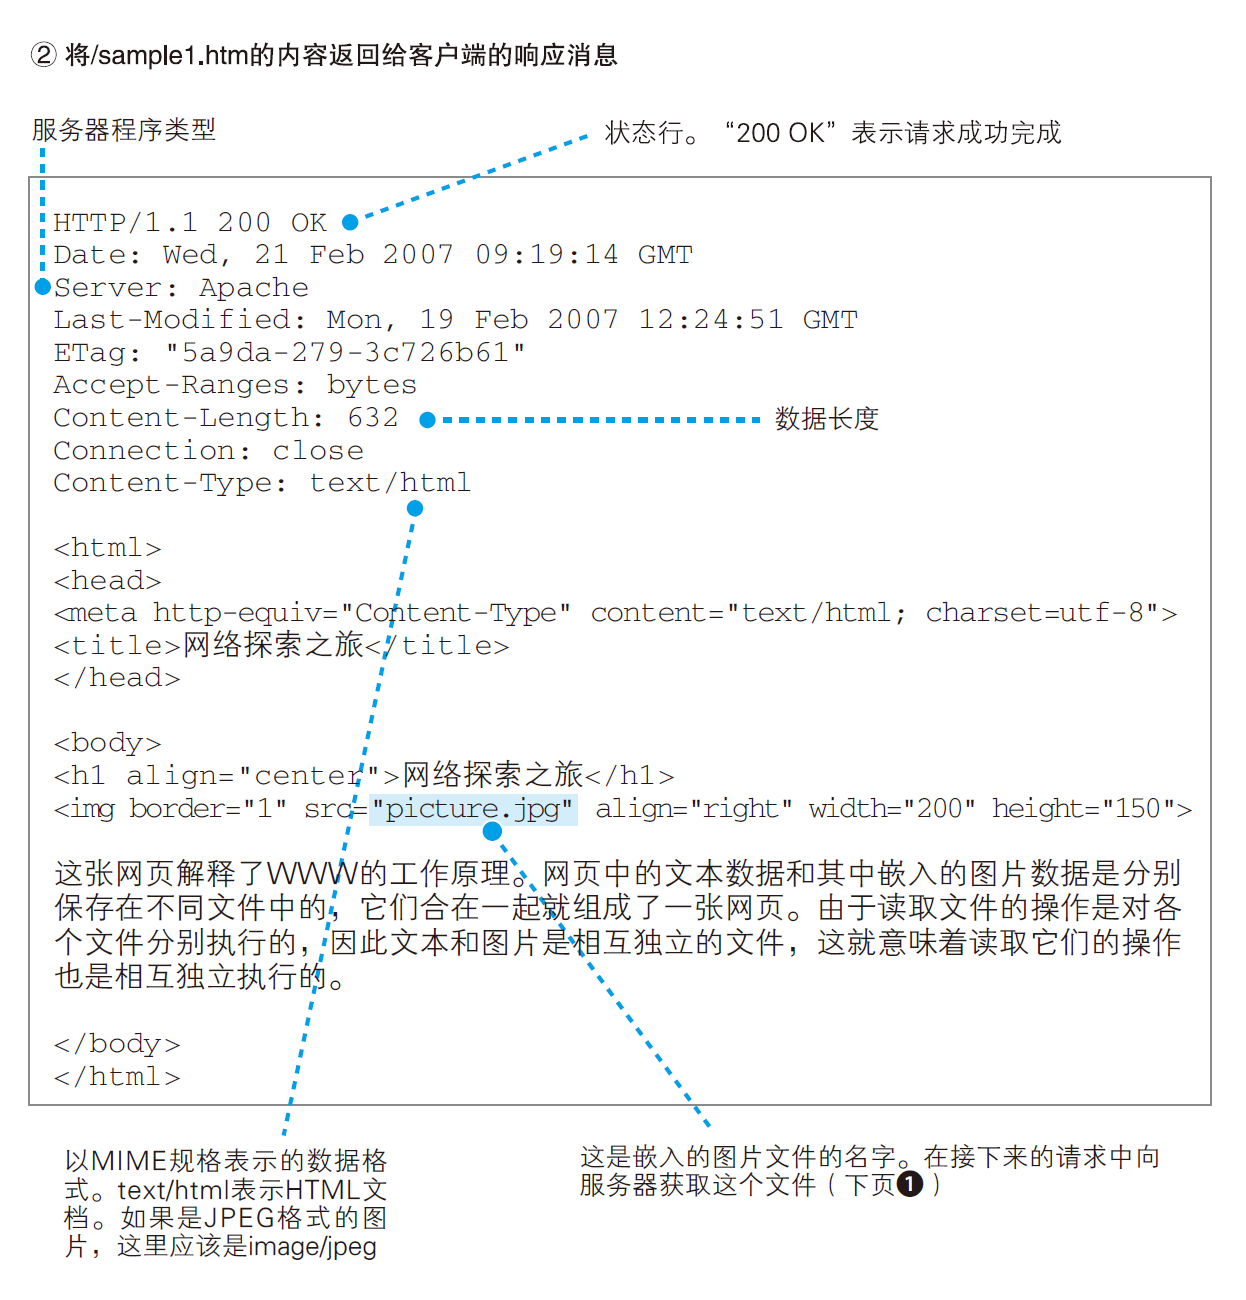 ② 将/sample1.htm的内容返回给客户端的响应消息
服务器程序类型
状态行。“200 OK”表示请求成功完成
HTTP/1.1 200 OK
Date: Wed, 21 Feb 2007 09:19:14 GMT
Server: Apache
Last-Modified: Mon, 19 Feb 2007 12:24:51 GMT
ETag: "5a9da-279-3c726b61"
Accept-Ranges: bytes
Content-Length: 632
数据长度
Connection: close
Content-Type: text/html
<html>
<head>
<meta http-equiv="Content-Type" content="text/html; charset=utf-8">
<title>网络探索之旅</title>
</head>
<body>
<h1 align="center">网络探索之旅</h1>
<img border="1" src="picture.jpg" align="right" width="200" height="150">
这张网页解释了WWW的工作原理。网页中的文本数据和其中嵌入的图片数据是分别
保存在不同文件中的，它们合在一起就组成了一张网页。由于读取文件的操作是对各
个文件分别执行的，因此文本和图片是相互独立的文件，这就意味着读取它们的操作
也是相互独立执行的。
</body>
</html>
以MIME规格表示的数据格
式。text/html表示HTML文
档。如果是JPEG格式的图
片，这里应该是image/jpeg
这是嵌入的图片文件的名字。在接下来的请求中向
服务器获取这个文件（下页❶）